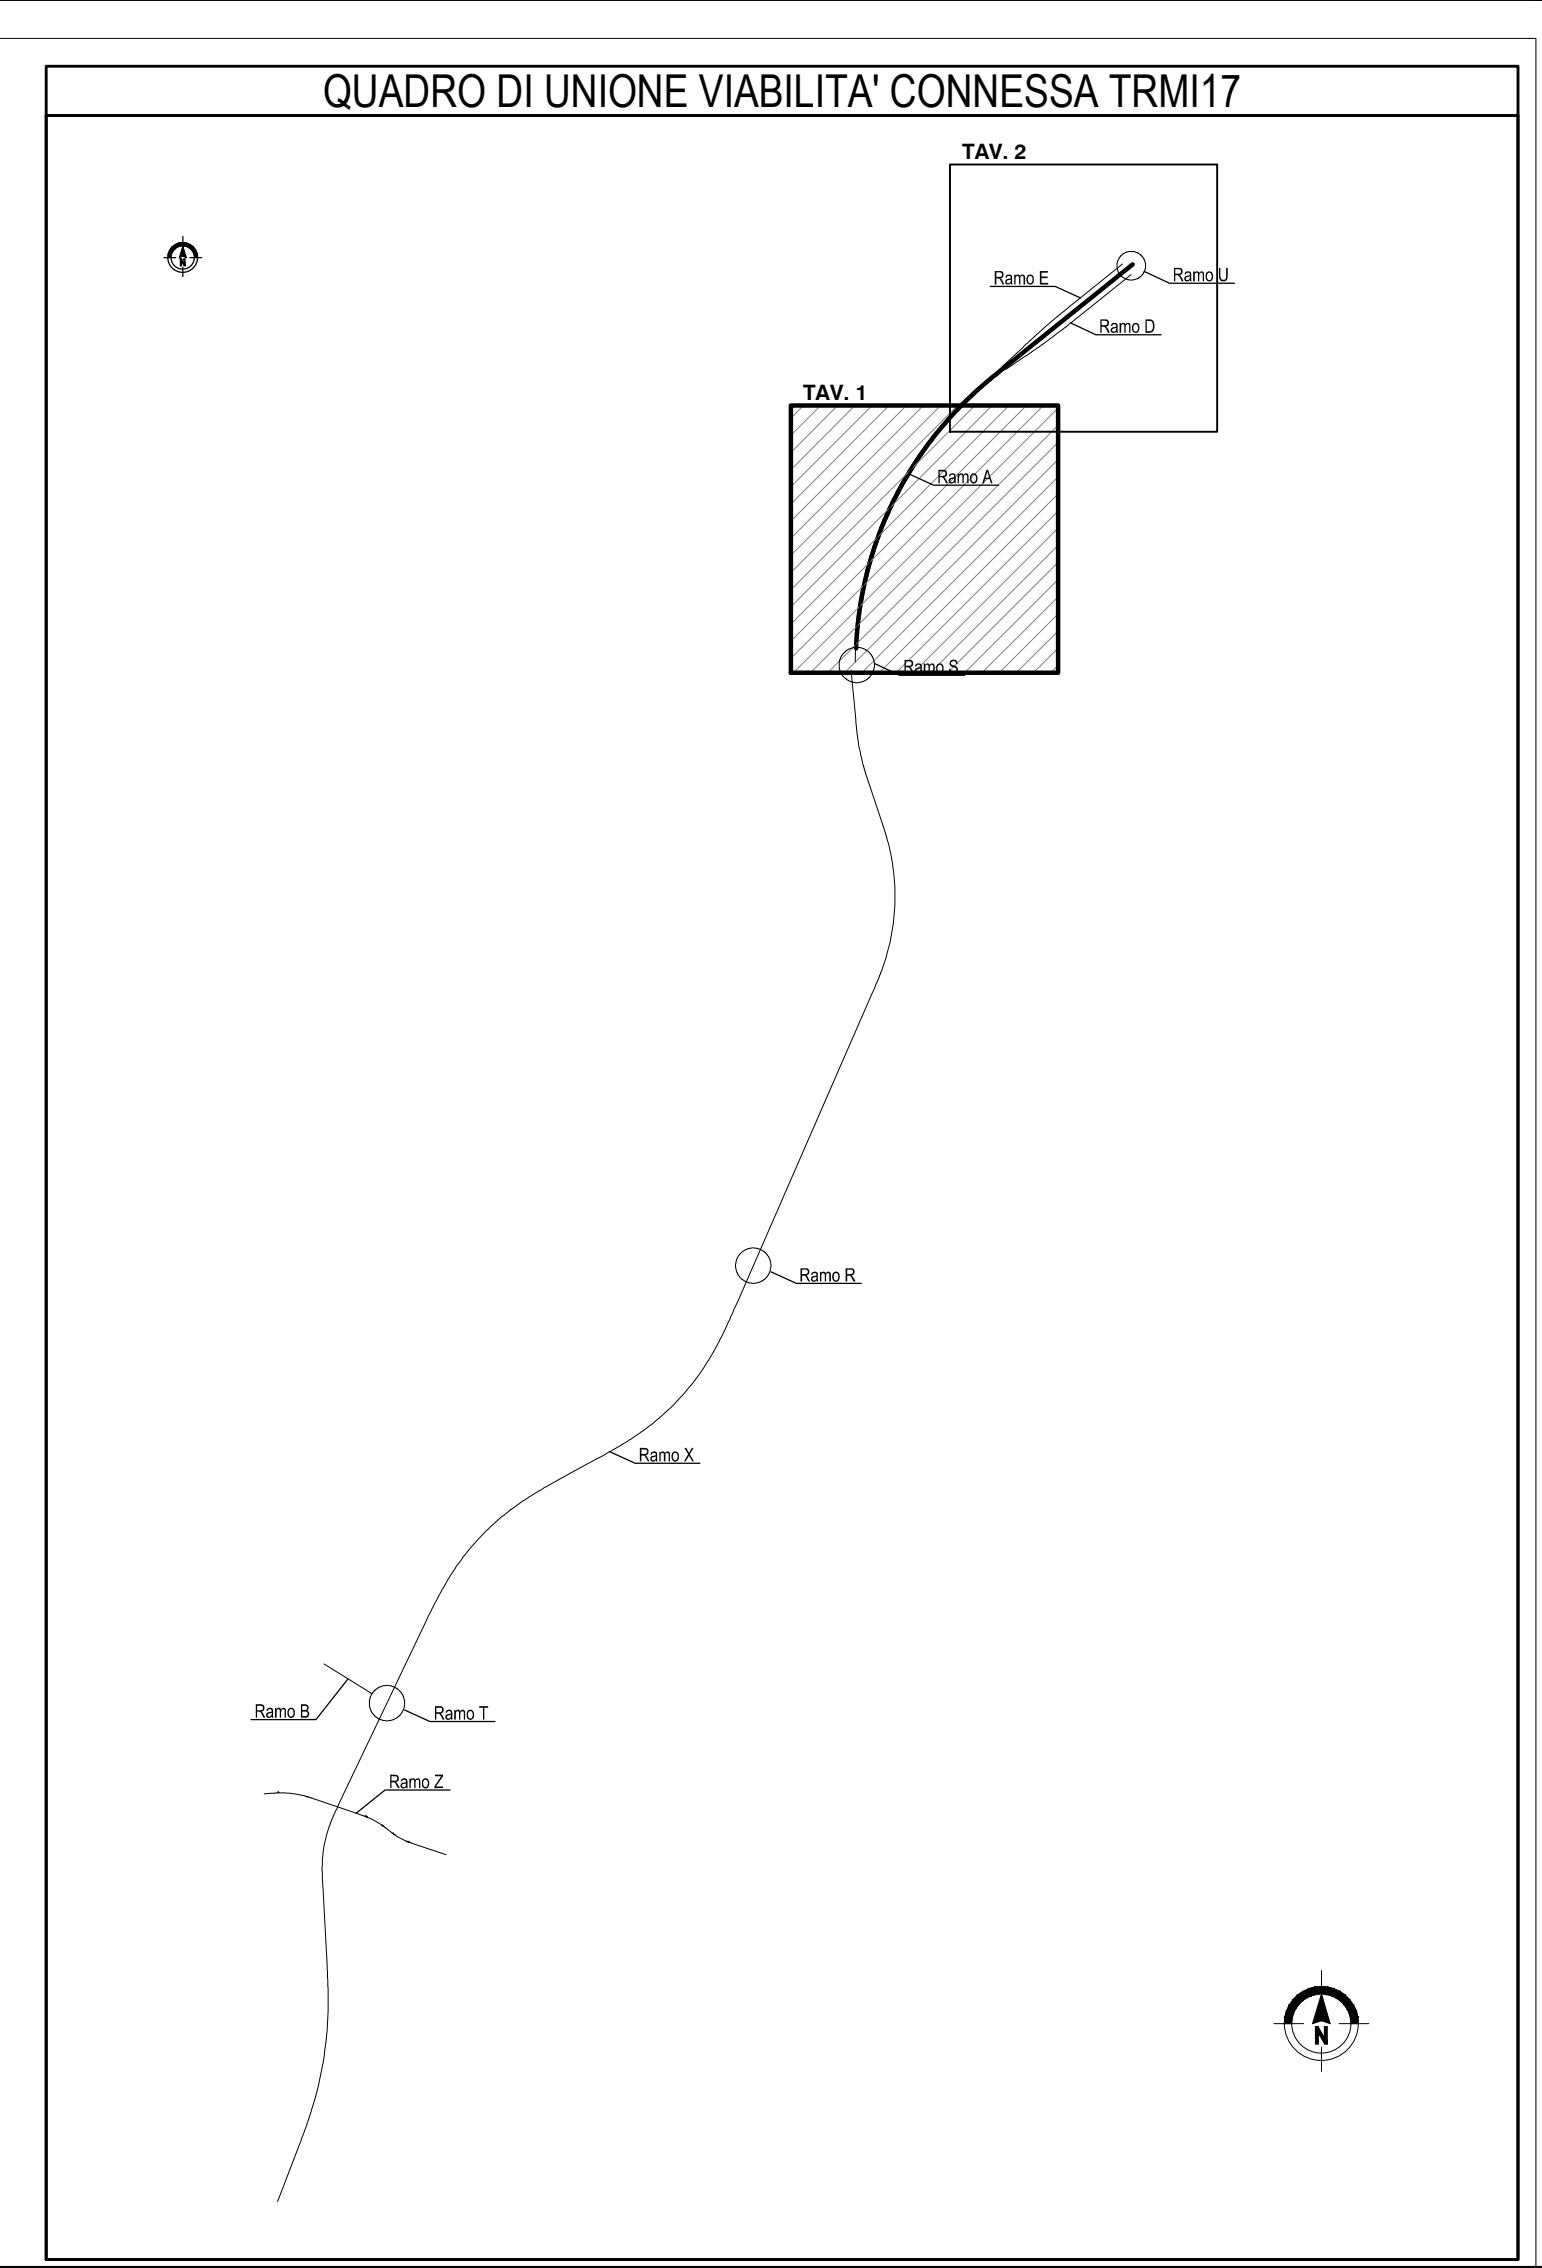 QUADRO DI UNIONE VIABILITA' CONNESSA TRMI17
TAV. 2
N
Ramo E
Ramo U
Ramo D
TAV. 1
Ramo A
Ramo S
Ramo R
Ramo X
Ramo B
Ramo T
Ramo Z
N